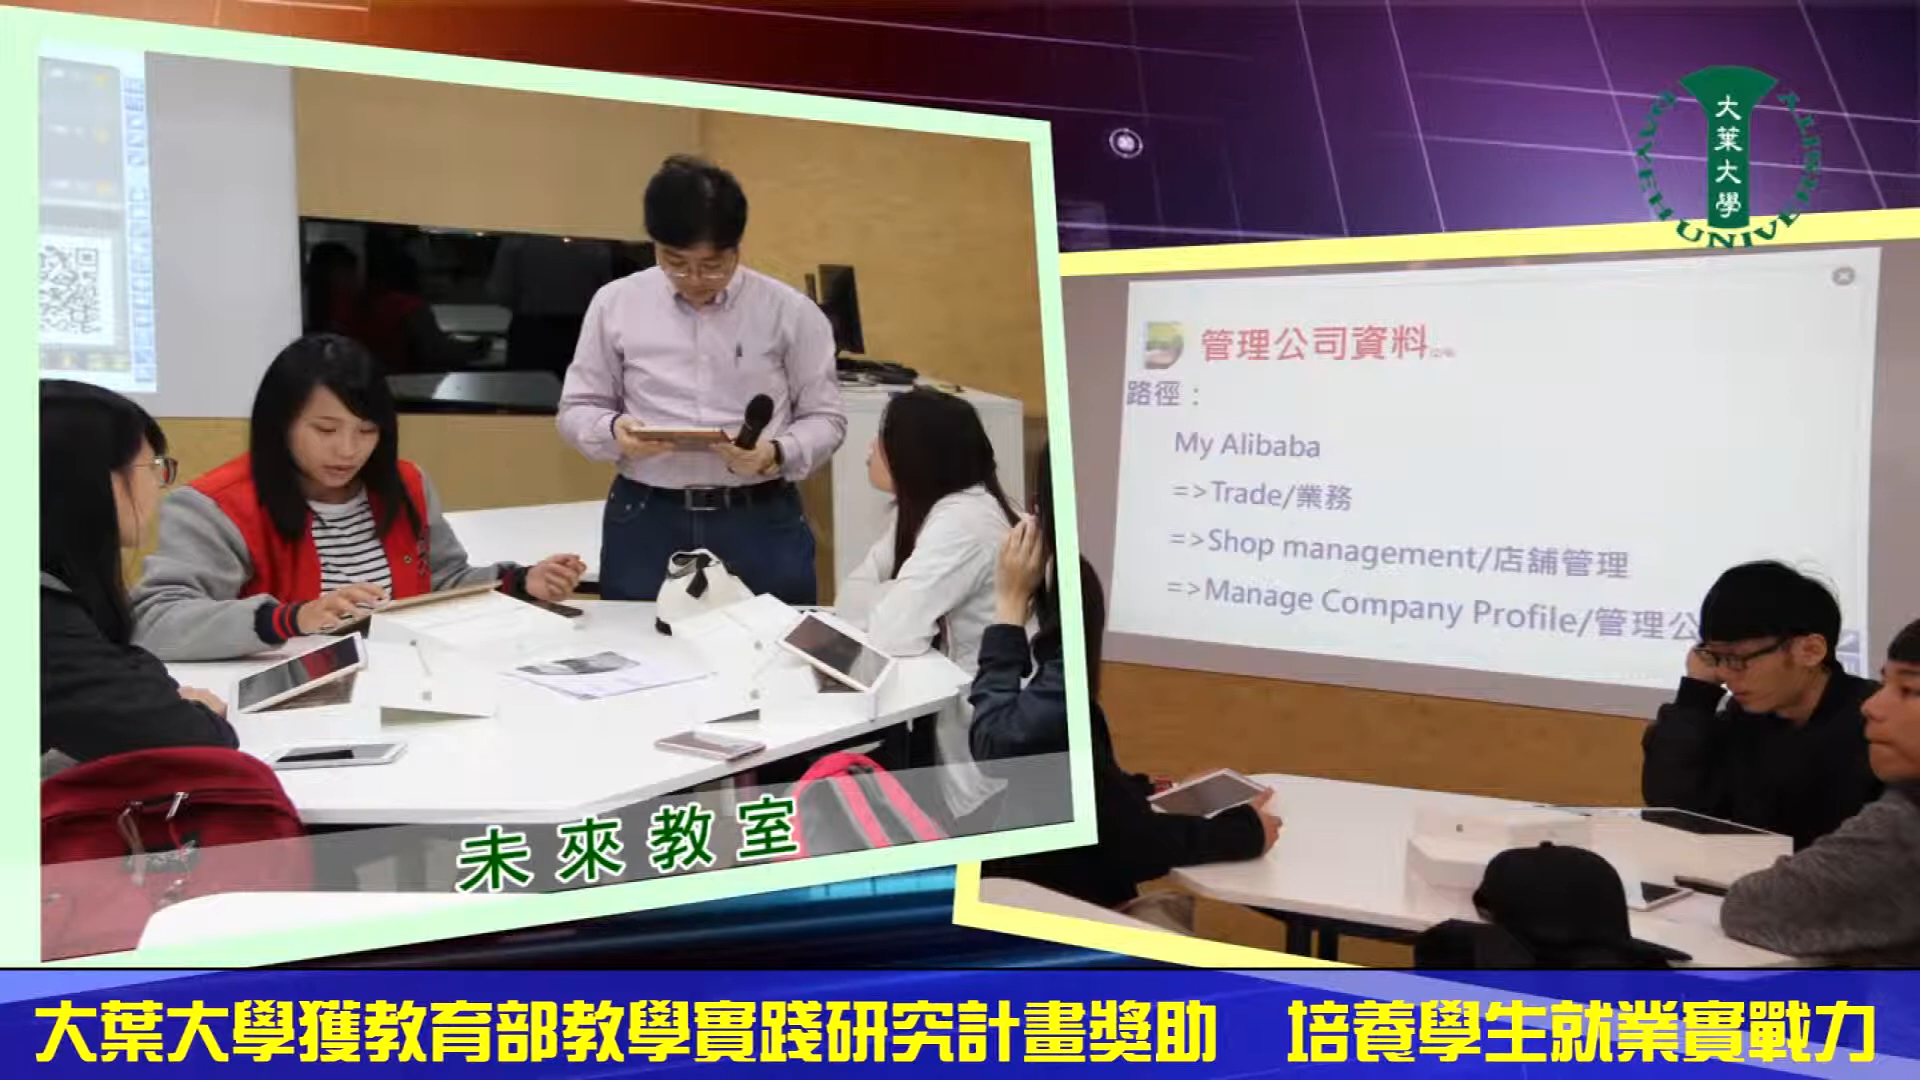 大葉大學
DAYEH UNIVERSITY
管理公司資料
路徑：
My Alibaba
=>Trade/業務
=>Shop management/店舖管理
=>Manage Company Profile/管理公
未來教室
大葉大學獲教育部教學實踐研究計畫獎助 培養學生就業實戰力